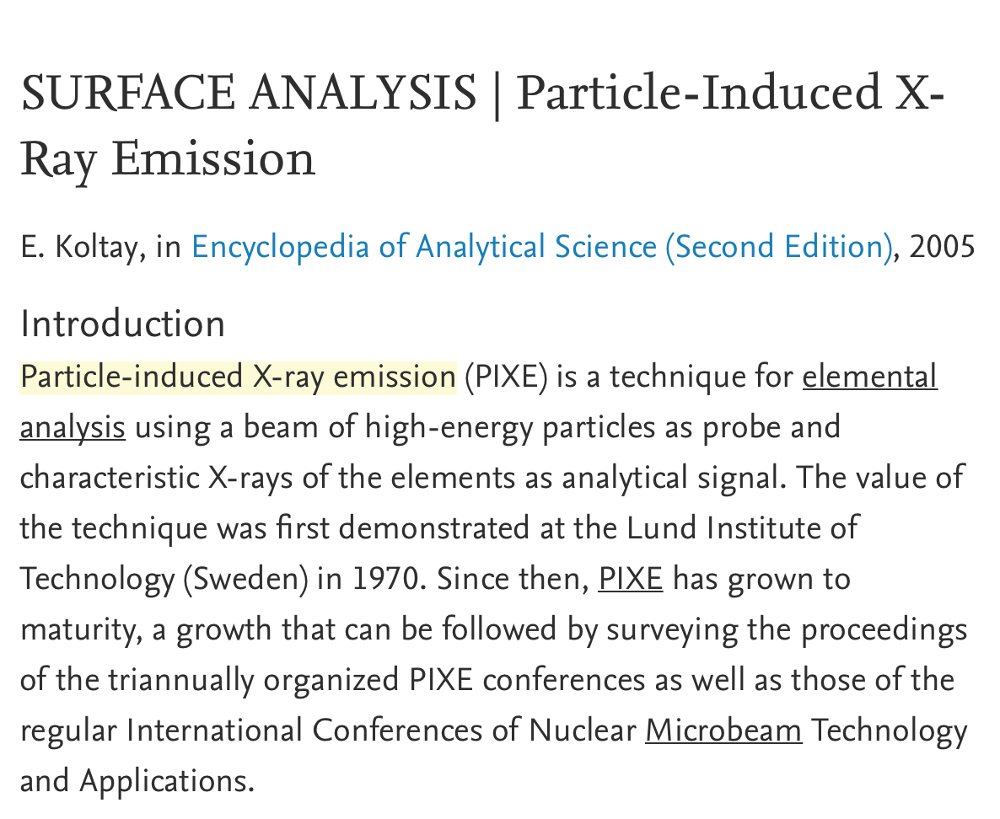 SURFACE ANALYSIS | Particle-Induced X-
Ray Emission
E. Koltay, in Encyclopedia of Analytical Science (Second Edition), 2005
Introduction
Particle-induced X-ray emission (PIXE) is a technique for elemental
analysis using a beam of high-energy particles as probe and
characteristic X-rays of the elements as analytical signal. The value of
the technique was first demonstrated at the Lund Institute of
Technology (Sweden) in 1970. Since then, PIXE has grown to
maturity, a growth that can be followed by surveying the proceedings
of the triannually organized PIXE conferences as well as those of the
regular International Conferences of Nuclear Microbeam Technology
and Applications.